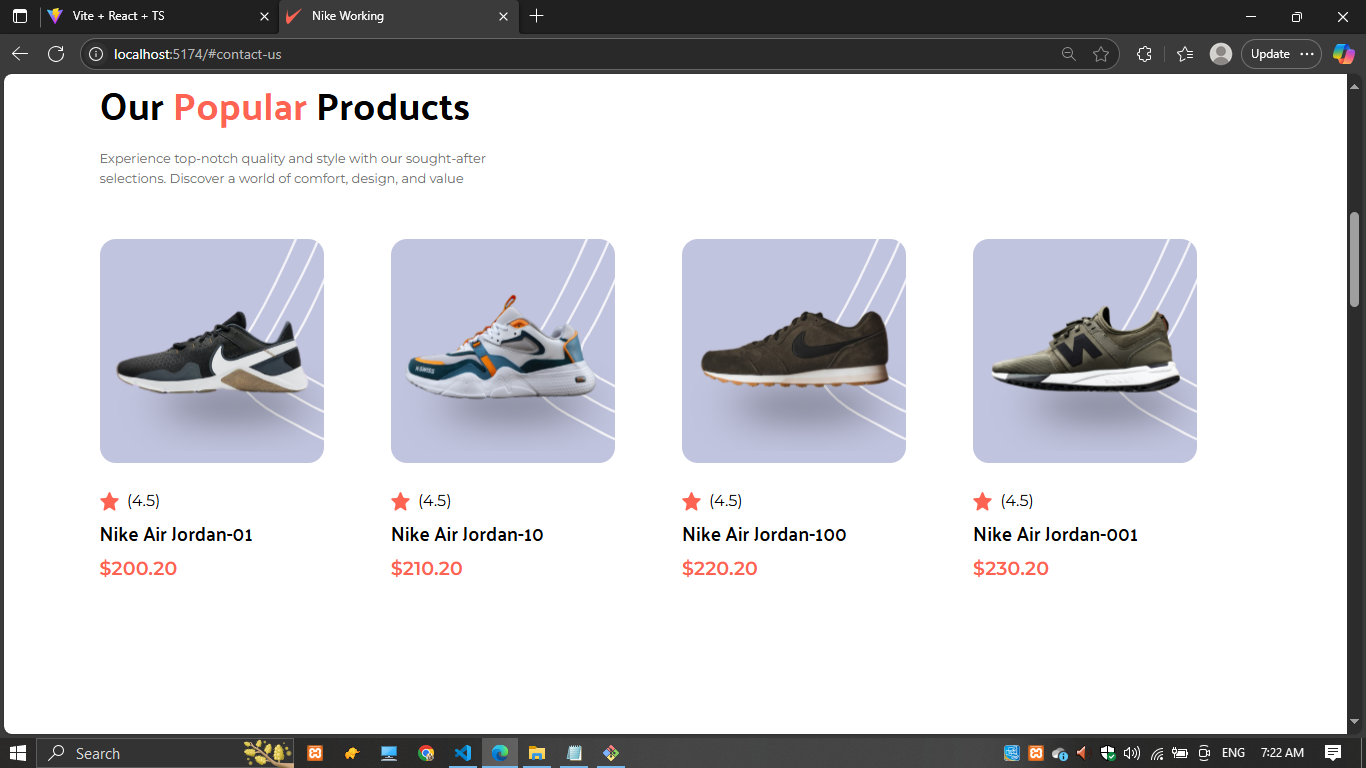 Vite + React + TS
Nike Working
localhost:5174/#contact-us
Update
Our Popular Products
Experience top-notch quality and style with our sought-after
selections. Discover a world of comfort, design, and value
K-SWISS
N
(4.5)
Nike Air Jordan-01
$200.20
(4.5)
Nike Air Jordan-10
$210.20
(4.5)
Nike Air Jordan-100
$220.20
(4.5)
Nike Air Jordan-001
$230.20
Search
ENG
7:22 AM